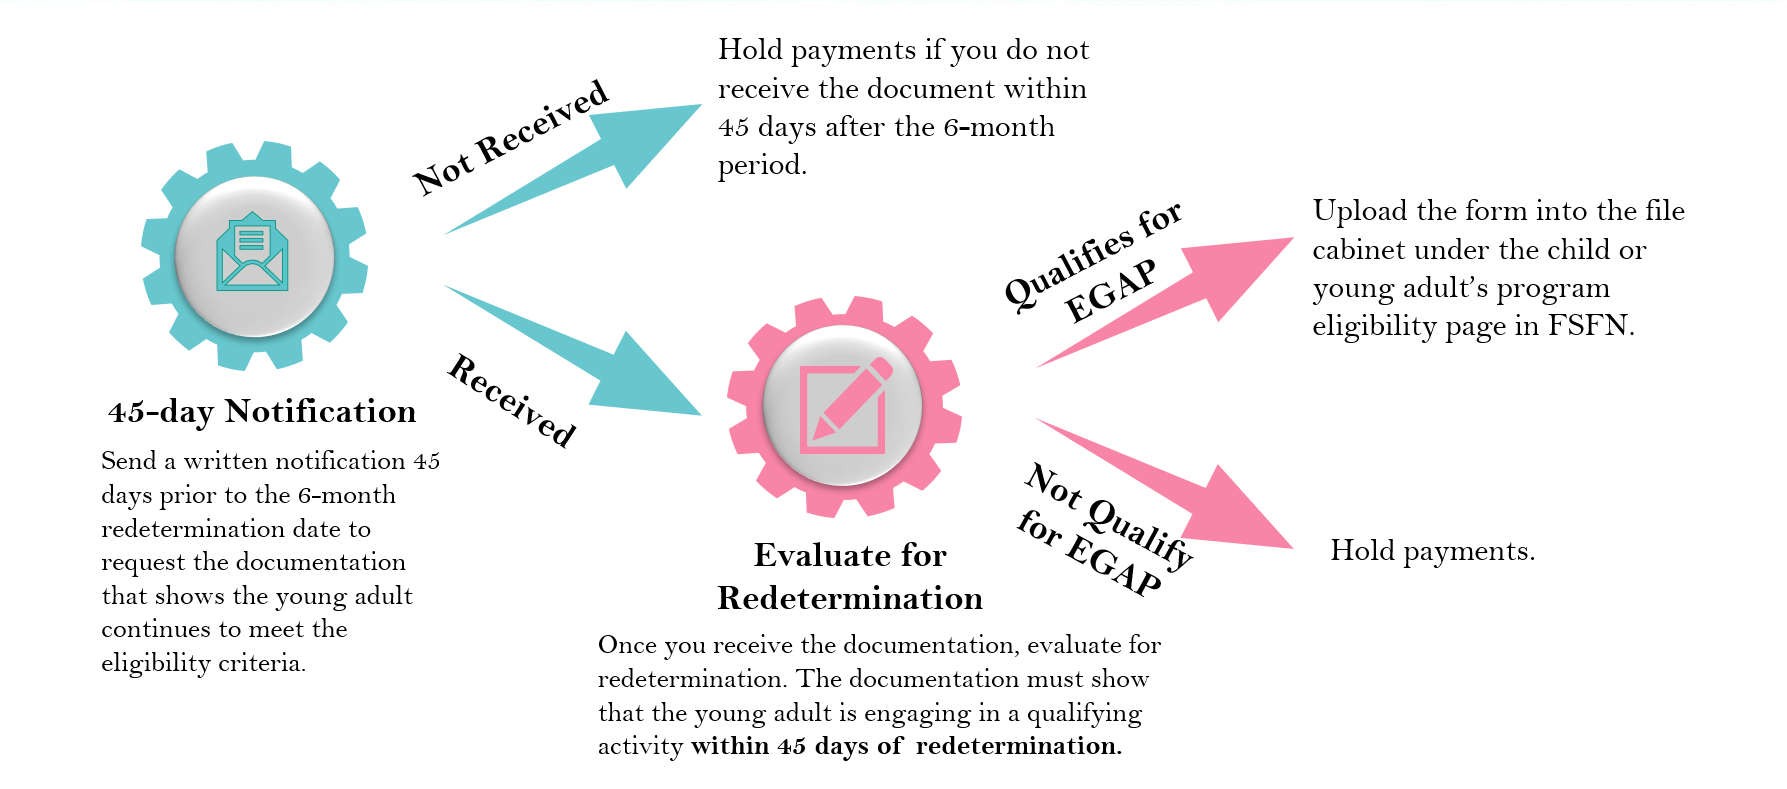 Hold payments if you do not
receive the document within
45 days after the 6-month
period.
Not Received
Received
45-day Notification
Send a written notification 45
days prior to the 6-month
redetermination date to
request the documentation
that shows the young adult
continues to meet the
eligibility criteria.
Evaluate for
Redetermination
Once you receive the documentation, evaluate for
redetermination. The documentation must show
that the young adult is engaging in a qualifying
activity within 45 days of redetermination.
Qualifies for
EGAP
Upload the form into the file
cabinet under the child or
young adult’s program
eligibility page in FSFN.
Not Qualify
for EGAP
Hold payments.